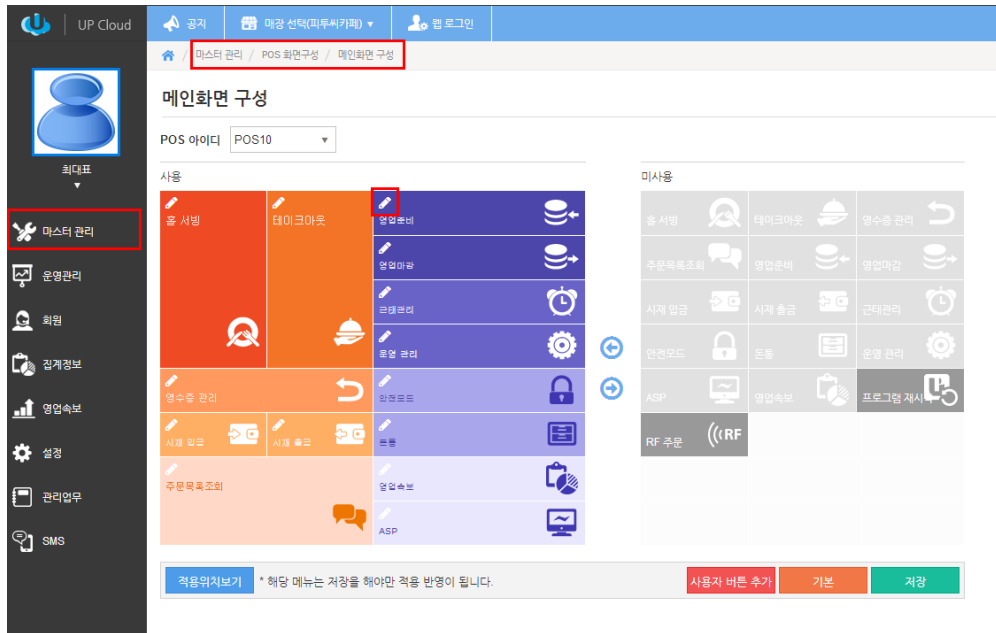 UP Cloud
공지
매장 선택(피투씨카페) ▼
웹 로그인
마스터 관리 / POS 화면구성 / 메인화면 구성
최대표
▼
마스터 관리
운영관리
회원
집계정보
영업속보
설정
관리업무
SMS
메인화면 구성
POS 아이디 POS10 ▼
사용
홀 서빙
테이크아웃
영업준비
영업마감
근태관리
운영 관리
영수증 관리
안전모드
시재 입금
시재 출금
돈통
주문목록조회
영업속보
ASP
미사용
홀 서빙
테이크아웃
영수증 관리
주문목록조회
영업준비
영업마감
시재 입금
시재 출금
근태관리
안전모드
돈통
운영 관리
ASP
영업속보
프로그램 재시
RF 주문
((RF
적용위치보기
* 해당 메뉴는 저장을 해야만 적용 반영이 됩니다.
사용자 버튼 추가
기본
저장